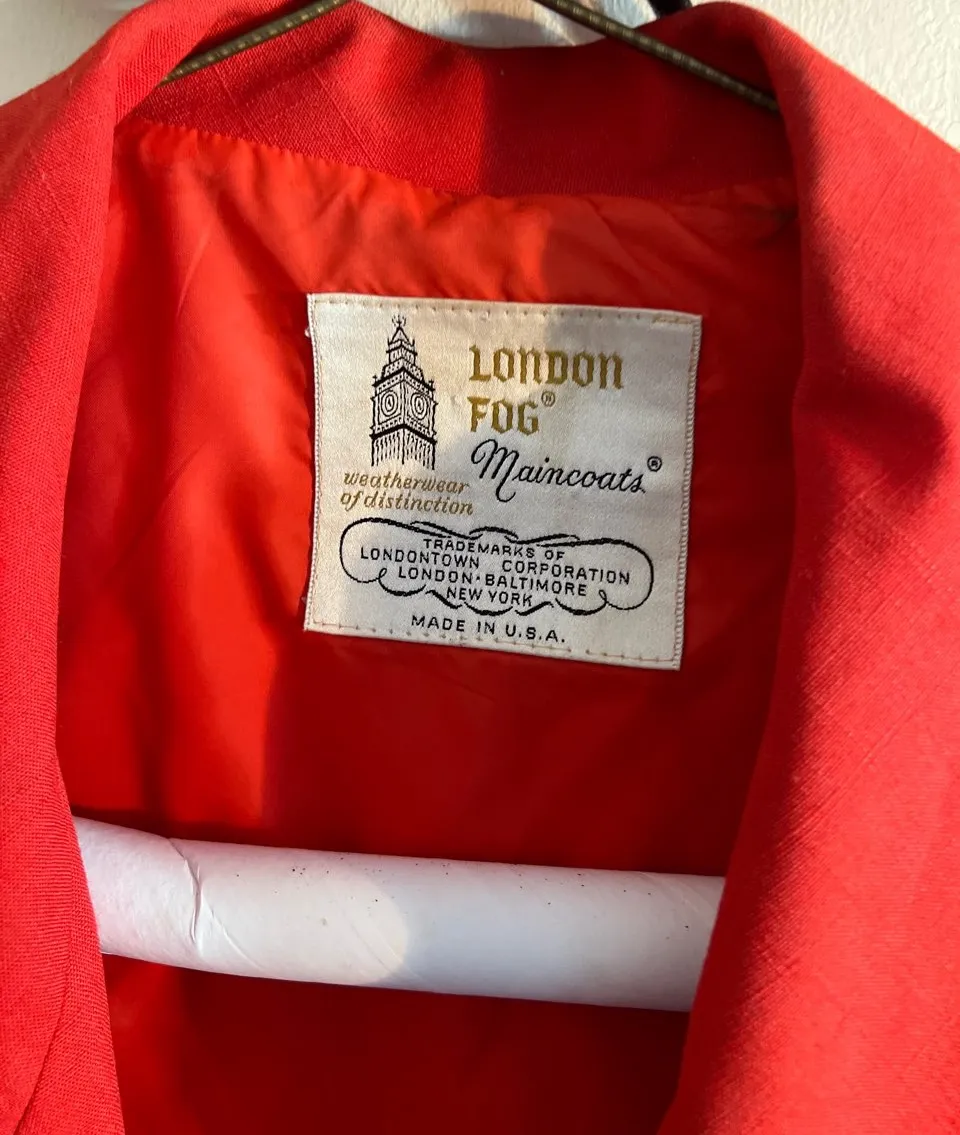 LONDON
FOG®
Maincoats®
weatherwear
of distinction
TRADEMARKS OF
LONDONTOWN CORPORATION
LONDON·BALTIMORE
NEW YORK
MADE IN U.S.A.